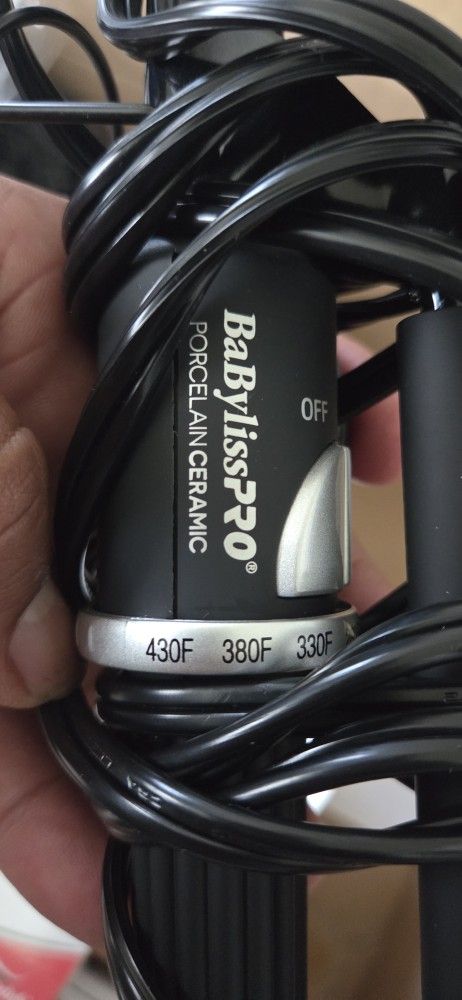 BaBylissPRO®
PORCELAIN CERAMIC
OFF
430F 380F 330F